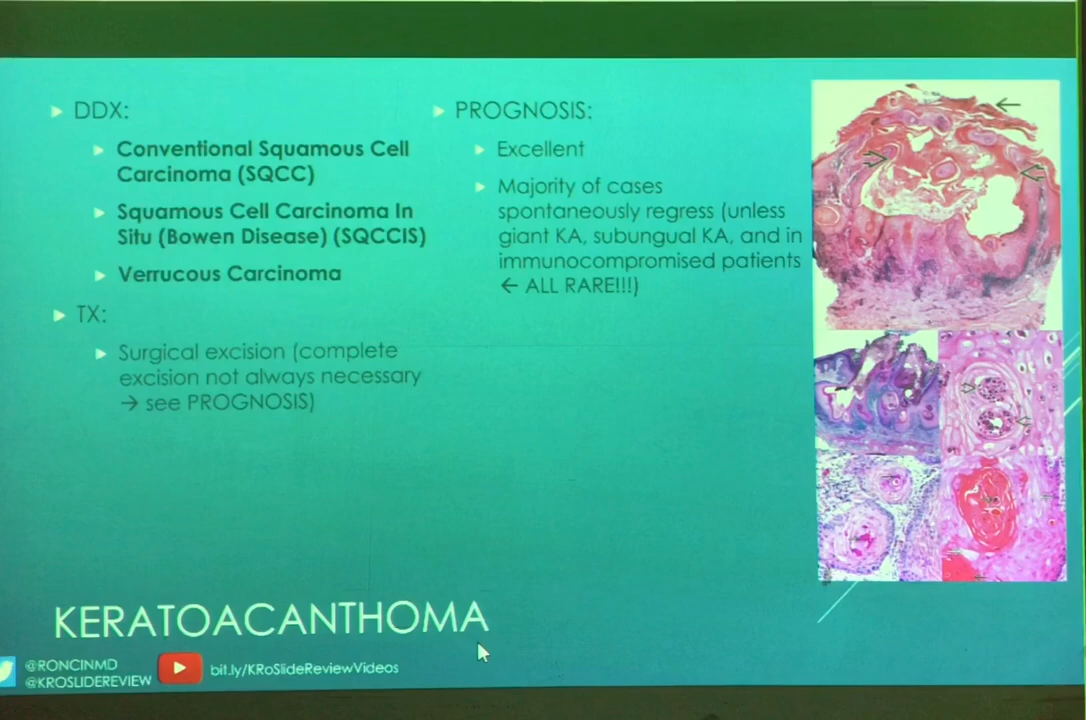 DDX:
Conventional Squamous Cell
Carcinoma (SQCC)
Squamous Cell Carcinoma In
Situ (Bowen Disease) (SQCCIS)
Verrucous Carcinoma
TX:
Surgical excision (complete
excision not always necessary
→ see PROGNOSIS)
PROGNOSIS:
Excellent
Majority of cases
spontaneously regress (unless
giant KA, subungual KA, and in
immunocompromised patients
← ALL RARE!!!)
KERATOACANTHOMA
@RONCINMD
@KROSLIDEREVIEW
bit.ly/KRoSlideReviewVideos